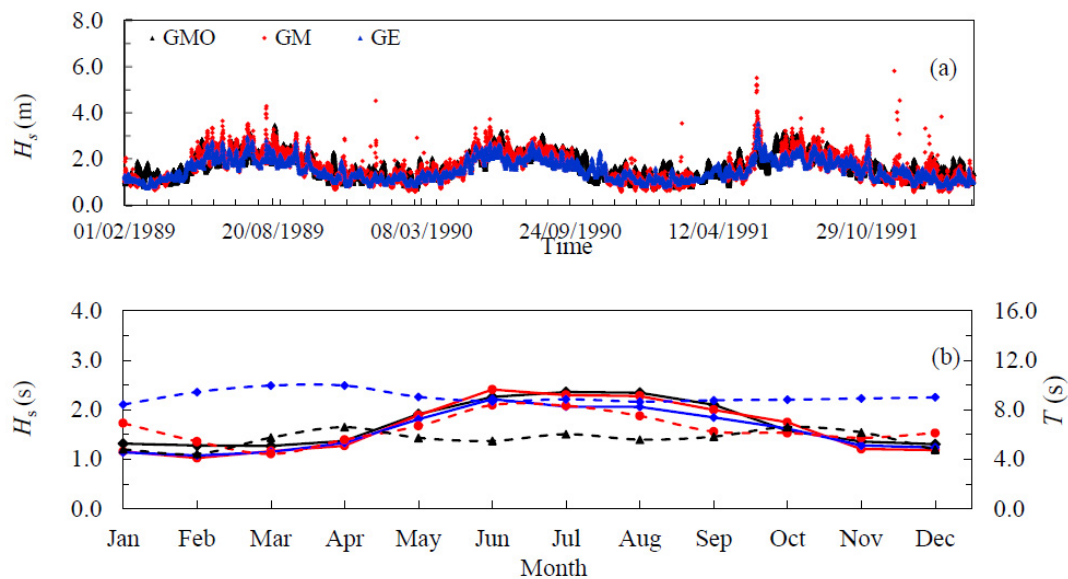 8.0
6.0
4.0
2.0
0.0
H_s (m)
GMO GM GE
(a)
01/02/1989 20/08/1989 08/03/1990 24/09/1990 12/04/1991 29/10/1991
Time
4.0
3.0
2.0
1.0
0.0
H_s (s)
(b)
16.0
12.0
8.0
4.0
0.0
T (s)
Jan Feb Mar Apr May Jun Jul Aug Sep Oct Nov Dec
Month